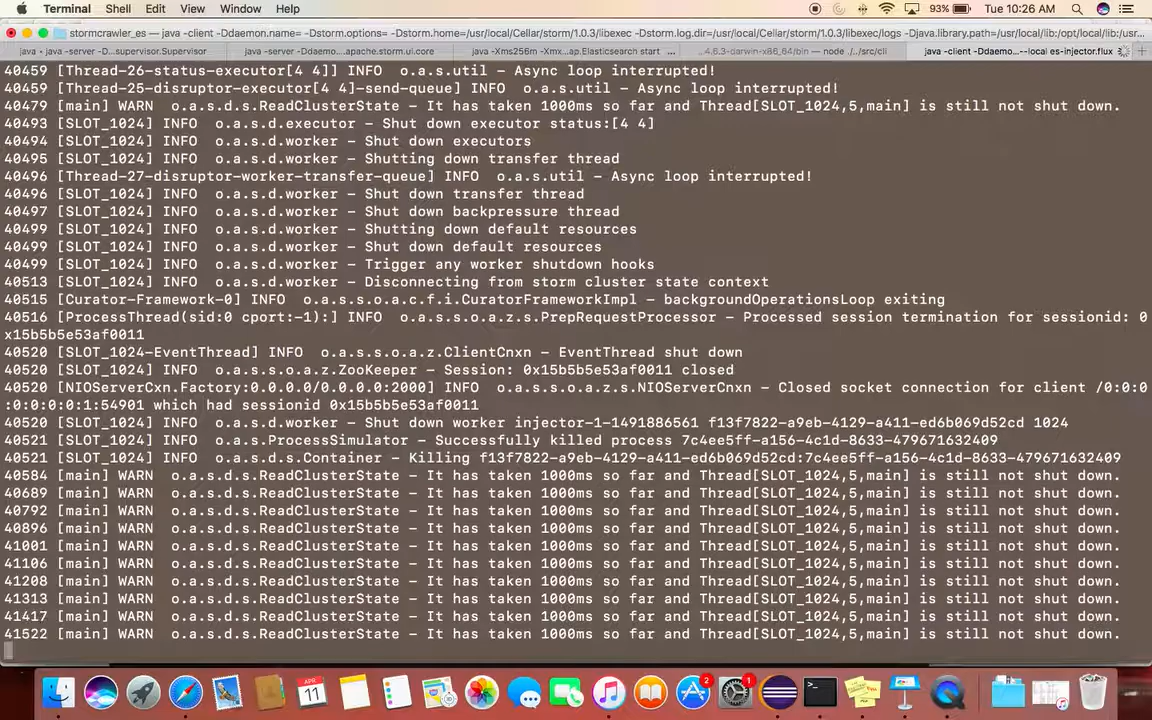 Terminal Shell Edit View Window Help 93% Tue 10:26 AM
stormcrawler_es — java -client -Ddaemon.name= -Dstorm.options= -Dstorm.home=/usr/local/Cellar/storm/1.0.3/libexec -Dstorm.log.dir=/usr/local/Cellar/storm/1.0.3/libexec/logs -Djava.library.path=/usr/local/lib:/opt/local/lib:/usr...
java ‹ java -server -D...supervisor.Supervisor java -server -Ddaemo...apache.storm.ui.core java -Xms256m -Xmx...ap.Elasticsearch start ... ...4.6.3-darwin-x86_64/bin — node ./../src/cli java -client -Ddaemo...--local es-injector.flux
40459 [Thread-26-status-executor[4 4]] INFO o.a.s.util - Async loop interrupted!
40459 [Thread-25-disruptor-executor[4 4]-send-queue] INFO o.a.s.util - Async loop interrupted!
40479 [main] WARN o.a.s.d.s.ReadClusterState - It has taken 1000ms so far and Thread[SLOT_1024,5,main] is still not shut down.
40493 [SLOT_1024] INFO o.a.s.d.executor - Shut down executor status:[4 4]
40494 [SLOT_1024] INFO o.a.s.d.worker - Shut down executors
40495 [SLOT_1024] INFO o.a.s.d.worker - Shutting down transfer thread
40496 [Thread-27-disruptor-worker-transfer-queue] INFO o.a.s.util - Async loop interrupted!
40496 [SLOT_1024] INFO o.a.s.d.worker - Shut down transfer thread
40497 [SLOT_1024] INFO o.a.s.d.worker - Shut down backpressure thread
40499 [SLOT_1024] INFO o.a.s.d.worker - Shutting down default resources
40499 [SLOT_1024] INFO o.a.s.d.worker - Shut down default resources
40499 [SLOT_1024] INFO o.a.s.d.worker - Trigger any worker shutdown hooks
40513 [SLOT_1024] INFO o.a.s.d.worker - Disconnecting from storm cluster state context
40515 [Curator-Framework-0] INFO o.a.s.s.o.a.c.f.i.CuratorFrameworkImpl - backgroundOperationsLoop exiting
40516 [ProcessThread(sid:0 cport:-1):] INFO o.a.s.s.o.a.z.s.PrepRequestProcessor - Processed session termination for sessionid: 0
x15b5b5e53af0011
40520 [SLOT_1024-EventThread] INFO o.a.s.s.o.a.z.ClientCnxn - EventThread shut down
40520 [SLOT_1024] INFO o.a.s.s.o.a.z.ZooKeeper - Session: 0x15b5b5e53af0011 closed
40520 [NIOServerCxn.Factory:0.0.0.0/0.0.0.0:2000] INFO o.a.s.s.o.a.z.s.NIOServerCnxn - Closed socket connection for client /0:0:0
:0:0:0:0:1:54901 which had sessionid 0x15b5b5e53af0011
40520 [SLOT_1024] INFO o.a.s.d.worker - Shut down worker injector-1-1491886561 f13f7822-a9eb-4129-a411-ed6b069d52cd 1024
40521 [SLOT_1024] INFO o.a.s.ProcessSimulator - Successfully killed process 7c4ee5ff-a156-4c1d-8633-479671632409
40521 [SLOT_1024] INFO o.a.s.d.s.Container - Killing f13f7822-a9eb-4129-a411-ed6b069d52cd:7c4ee5ff-a156-4c1d-8633-479671632409
40584 [main] WARN o.a.s.d.s.ReadClusterState - It has taken 1000ms so far and Thread[SLOT_1024,5,main] is still not shut down.
40689 [main] WARN o.a.s.d.s.ReadClusterState - It has taken 1000ms so far and Thread[SLOT_1024,5,main] is still not shut down.
40792 [main] WARN o.a.s.d.s.ReadClusterState - It has taken 1000ms so far and Thread[SLOT_1024,5,main] is still not shut down.
40896 [main] WARN o.a.s.d.s.ReadClusterState - It has taken 1000ms so far and Thread[SLOT_1024,5,main] is still not shut down.
41001 [main] WARN o.a.s.d.s.ReadClusterState - It has taken 1000ms so far and Thread[SLOT_1024,5,main] is still not shut down.
41106 [main] WARN o.a.s.d.s.ReadClusterState - It has taken 1000ms so far and Thread[SLOT_1024,5,main] is still not shut down.
41208 [main] WARN o.a.s.d.s.ReadClusterState - It has taken 1000ms so far and Thread[SLOT_1024,5,main] is still not shut down.
41313 [main] WARN o.a.s.d.s.ReadClusterState - It has taken 1000ms so far and Thread[SLOT_1024,5,main] is still not shut down.
41417 [main] WARN o.a.s.d.s.ReadClusterState - It has taken 1000ms so far and Thread[SLOT_1024,5,main] is still not shut down.
41522 [main] WARN o.a.s.d.s.ReadClusterState - It has taken 1000ms so far and Thread[SLOT_1024,5,main] is still not shut down.
APR
11
2
1